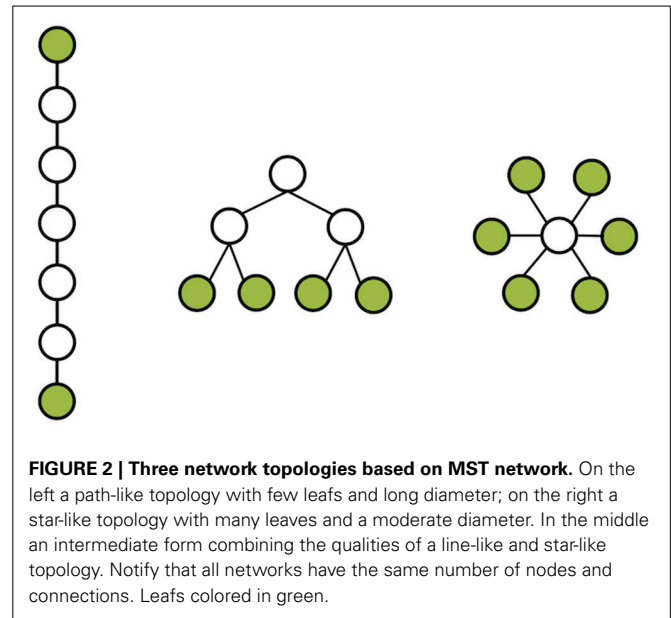 FIGURE 2 | Three network topologies based on MST network. On the
left a path-like topology with few leafs and long diameter; on the right a
star-like topology with many leaves and a moderate diameter. In the middle
an intermediate form combining the qualities of a line-like and star-like
topology. Notify that all networks have the same number of nodes and
connections. Leafs colored in green.